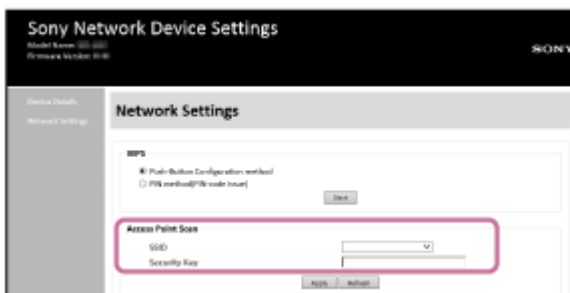 Sony Network Device Settings
Model Name
SONY
Firmware Version
Device Details
Network Settings
Network Settings
WPS
Push-Button Configuration method
PIN method(PIN code issue)
Start
Access Point Scan
SSID
Security Key
Apply Refresh